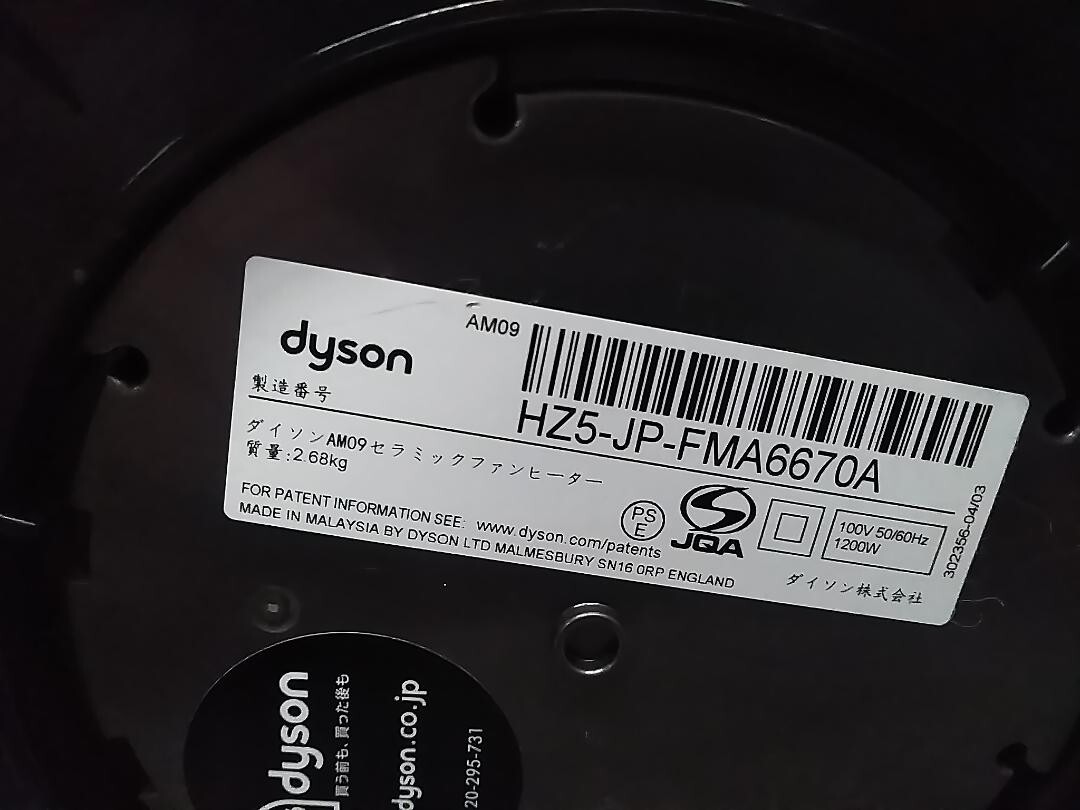 dyson
AM09
製造番号
HZ5-JP-FMA6670A
ダイソンAM09セラミックファンヒーター
質量:2.68kg
FOR PATENT INFORMATION SEE: www.dyson.com/patents
MADE IN MALAYSIA BY DYSON LTD MALMESBURY SN16 0RP ENGLAND
PS
E
JQA
100V 50/60Hz
1200W
ダイソン株式会社
302356-04/03
dyson
買う前も、買った後も
dyson.co.jp
20-295-731